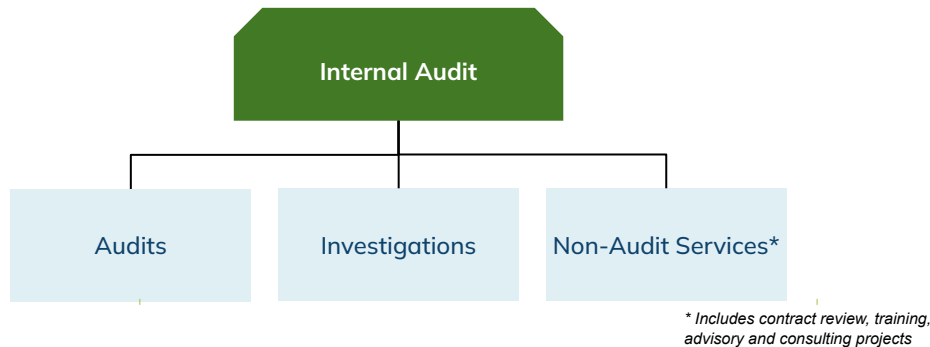 Internal Audit
Audits
Investigations
Non-Audit Services*
* Includes contract review, training,
advisory and consulting projects